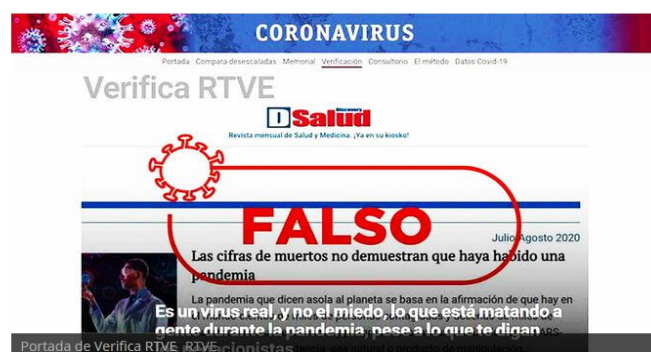 CORONAVIRUS
Portada Compara desescaladas Memorial Verificación Consultorio El método Datos Covid-19
Verifica RTVE
Discovery
DSalud
Revista mensual de Salud y Medicina. ¡Ya en su kiosko!
FALSO
Julio/Agosto 2020
Las cifras de muertos no demuestran que haya habido una
pandemia
La pandemia que dicen asola al planeta se basa en la afirmación de que hay en
Es un virus real, y no el miedo, lo que está matando a
gente durante la pandemia, pese a lo que te digan
negacionistas
Portada de Verifica RTVE RTVE